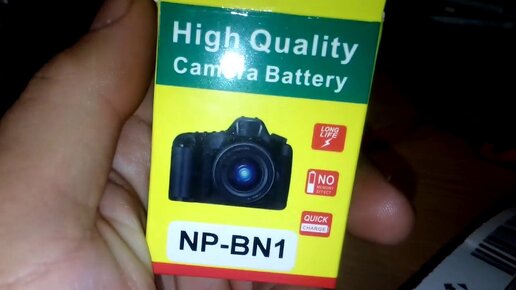 High Quality
Camera Battery
LONG
LIFE
NO
MEMORY
EFFECT
QUICK
CHARGE
NP-BN1